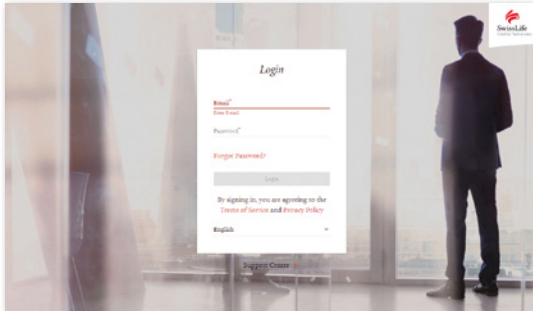 SwissLife
Login
Email*
Enter Email
Password*
Forgot Password?
Login
By signing in, you are agreeing to the
Terms of Service and Privacy Policy
English
Support Center